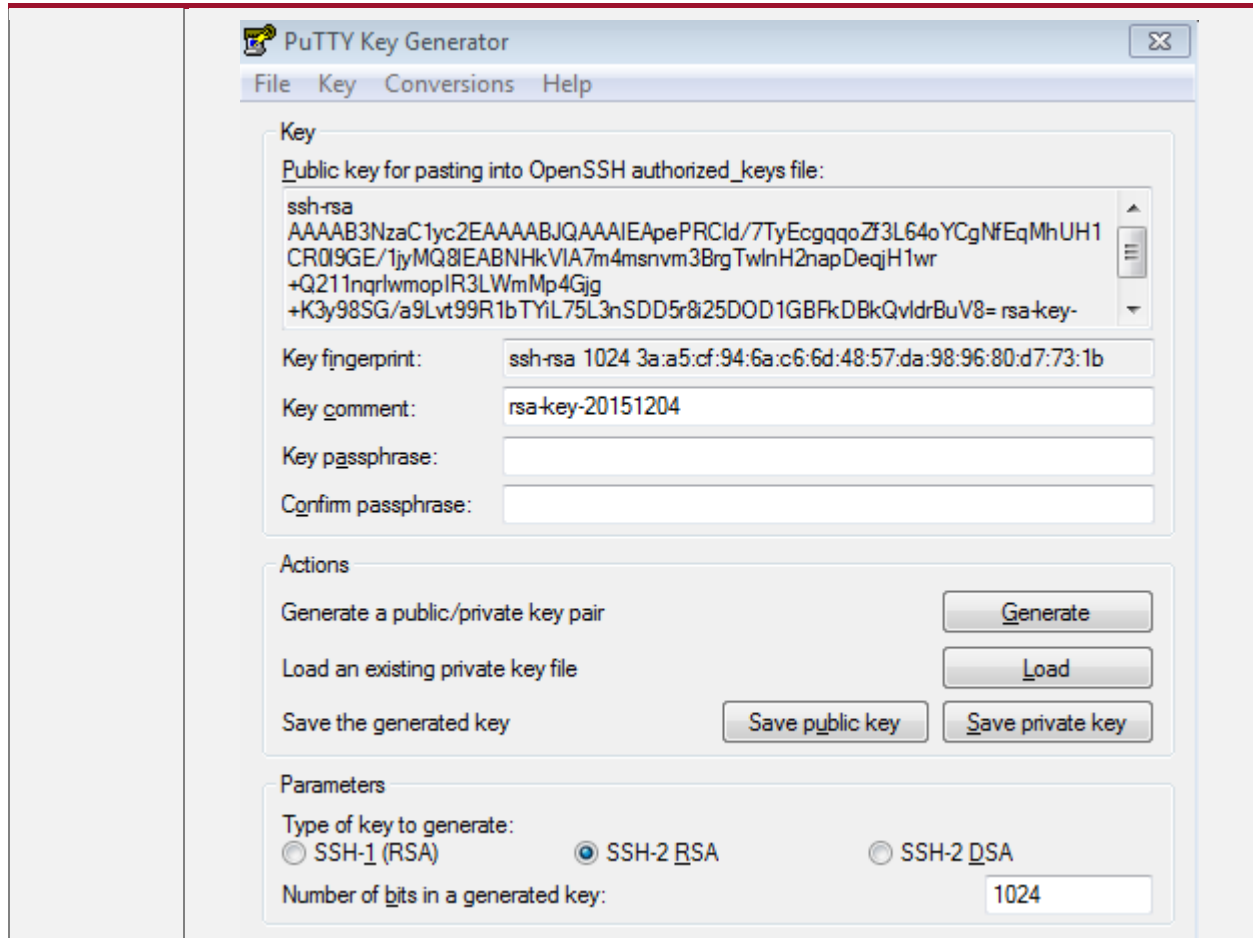 PuTTY Key Generator
File Key Conversions Help
Key
Public key for pasting into OpenSSH authorized_keys file:
ssh-rsa
AAAAB3NzaC1yc2EAAAABJQAAAIEApePRCld/7TyEcgqqoZf3L64oYCgNfEqMhUH1
CR0l9GE/1jyMQ8lEABNHkVlA7m4msnvm3BrgTwlnH2napDeqjH1wr
+Q211nqrlwmopIR3LWmMp4Gjg
+K3y98SG/a9Lvt99R1bTYiL75L3nSDD5r8i25DOD1GBFkDBkQvldrBuV8= rsa-key-
Key fingerprint: ssh-rsa 1024 3a:a5:cf:94:6a:c6:6d:48:57:da:98:96:80:d7:73:1b
Key comment: rsa-key-20151204
Key passphrase:
Confirm passphrase:
Actions
Generate a public/private key pair Generate
Load an existing private key file Load
Save the generated key Save public key Save private key
Parameters
Type of key to generate:
SSH-1 (RSA) SSH-2 RSA SSH-2 DSA
Number of bits in a generated key: 1024